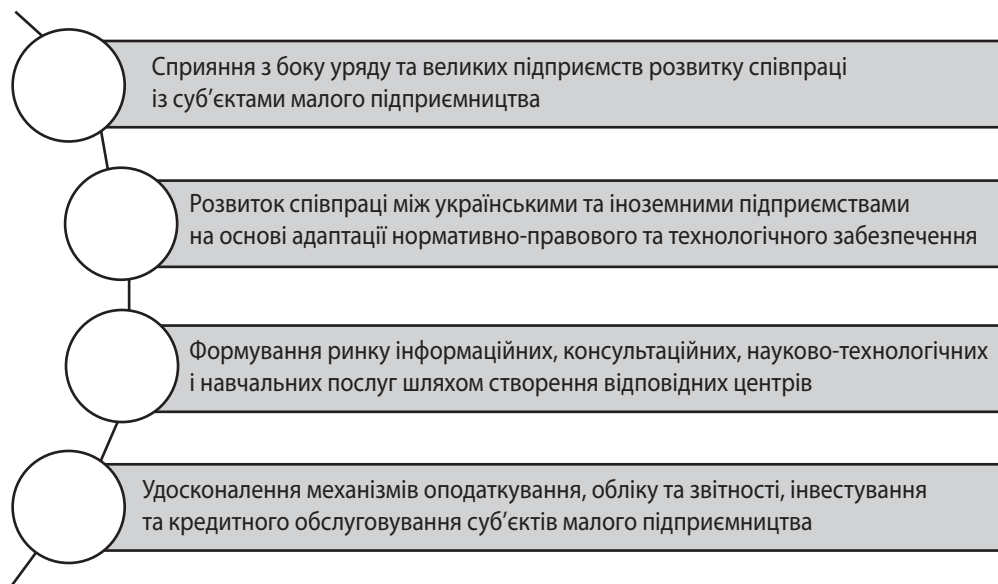 Сприяння з боку уряду та великих підприємств розвитку співпраці
із суб’єктами малого підприємництва
Розвиток співпраці між українськими та іноземними підприємствами
на основі адаптації нормативно-правового та технологічного забезпечення
Формування ринку інформаційних, консультаційних, науково-технологічних
і навчальних послуг шляхом створення відповідних центрів
Удосконалення механізмів оподаткування, обліку та звітності, інвестування
та кредитного обслуговування суб’єктів малого підприємництва